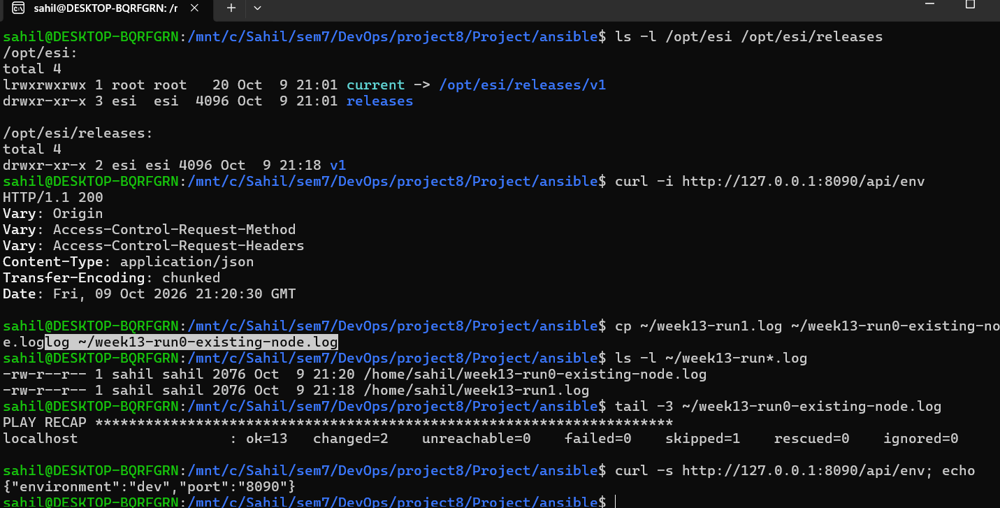 sahil@DESKTOP-BQRFGRN: /r
sahil@DESKTOP-BQRFGRN:/mnt/c/Sahil/sem7/DevOps/project8/Project/ansible$ ls -l /opt/esi /opt/esi/releases
/opt/esi:
total 4
lrwxrwxrwx 1 root root   20 Oct  9 21:01 current -> /opt/esi/releases/v1
drwxr-xr-x 3 esi  esi  4096 Oct  9 21:01 releases

/opt/esi/releases:
total 4
drwxr-xr-x 2 esi esi 4096 Oct  9 21:18 v1
sahil@DESKTOP-BQRFGRN:/mnt/c/Sahil/sem7/DevOps/project8/Project/ansible$ curl -i http://127.0.0.1:8090/api/env
HTTP/1.1 200
Vary: Origin
Vary: Access-Control-Request-Method
Vary: Access-Control-Request-Headers
Content-Type: application/json
Transfer-Encoding: chunked
Date: Fri, 09 Oct 2026 21:20:30 GMT

sahil@DESKTOP-BQRFGRN:/mnt/c/Sahil/sem7/DevOps/project8/Project/ansible$ cp ~/week13-run1.log ~/week13-run0-existing-no
e.loglog ~/week13-run0-existing-node.log
sahil@DESKTOP-BQRFGRN:/mnt/c/Sahil/sem7/DevOps/project8/Project/ansible$ ls -l ~/week13-run*.log
-rw-r--r-- 1 sahil sahil 2076 Oct  9 21:20 /home/sahil/week13-run0-existing-node.log
-rw-r--r-- 1 sahil sahil 2076 Oct  9 21:18 /home/sahil/week13-run1.log
sahil@DESKTOP-BQRFGRN:/mnt/c/Sahil/sem7/DevOps/project8/Project/ansible$ tail -3 ~/week13-run0-existing-node.log
PLAY RECAP *********************************************************************
localhost                  : ok=13   changed=2    unreachable=0    failed=0    skipped=1    rescued=0    ignored=0

sahil@DESKTOP-BQRFGRN:/mnt/c/Sahil/sem7/DevOps/project8/Project/ansible$ curl -s http://127.0.0.1:8090/api/env; echo
{"environment":"dev","port":"8090"}
sahil@DESKTOP-BQRFGRN:/mnt/c/Sahil/sem7/DevOps/project8/Project/ansible$